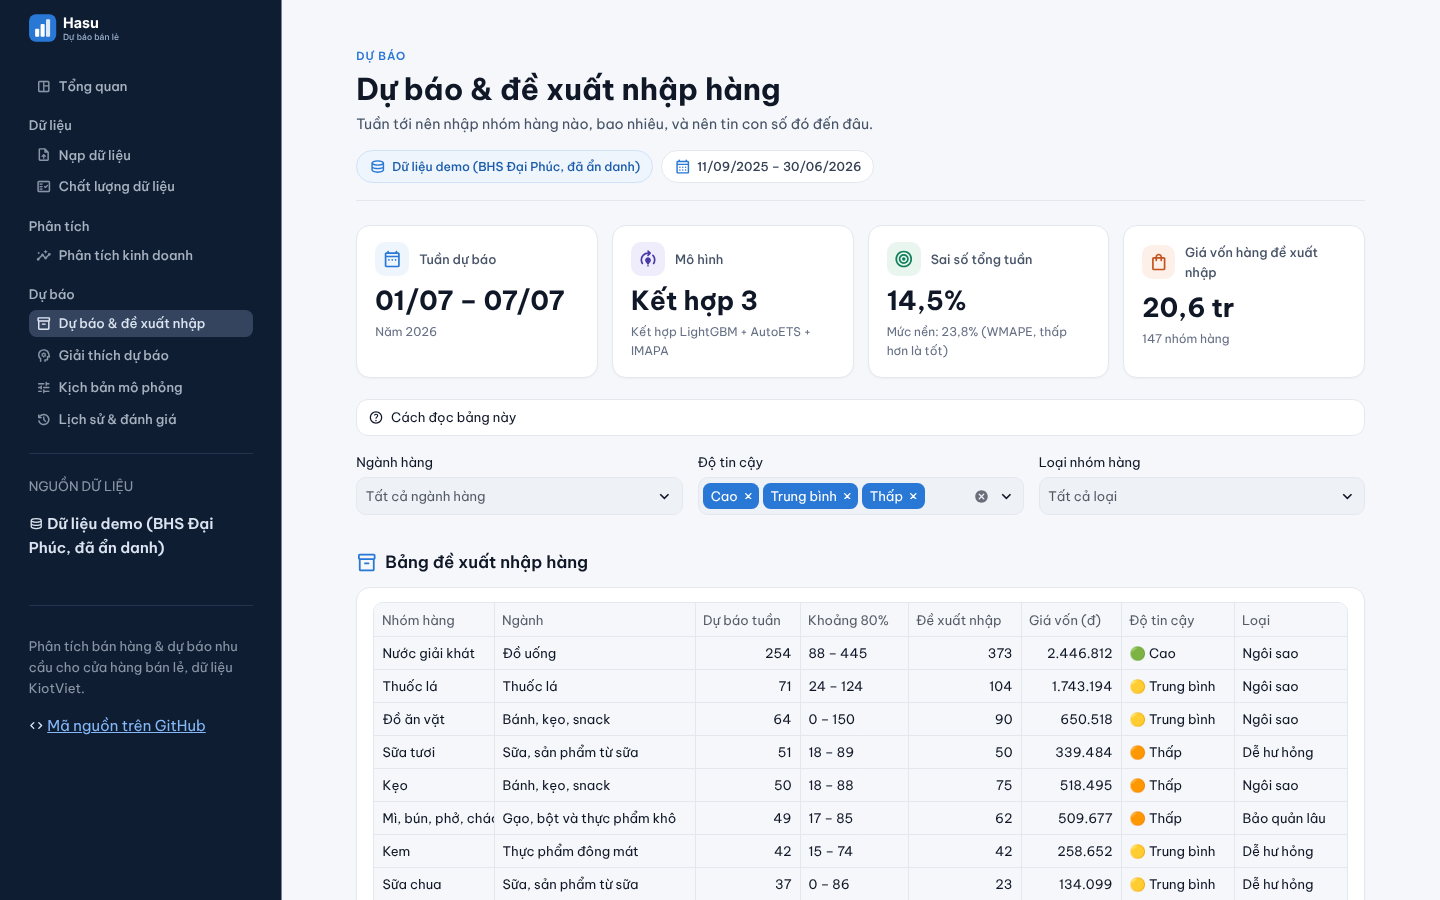 Hasu
Dự báo bán lẻ
Tổng quan
Dữ liệu
Nạp dữ liệu
Chất lượng dữ liệu
Phân tích
Phân tích kinh doanh
Dự báo
Dự báo & đề xuất nhập
Giải thích dự báo
Kịch bản mô phỏng
Lịch sử & đánh giá
NGUỒN DỮ LIỆU
Dữ liệu demo (BHS Đại
Phúc, đã ẩn danh)
Phân tích bán hàng & dự báo nhu
cầu cho cửa hàng bán lẻ, dữ liệu
KiotViet.
Mã nguồn trên GitHub
DỰ BÁO
Dự báo & đề xuất nhập hàng
Tuần tới nên nhập nhóm hàng nào, bao nhiêu, và nên tin con số đó đến đâu.
Dữ liệu demo (BHS Đại Phúc, đã ẩn danh)
11/09/2025 – 30/06/2026
Tuần dự báo
01/07 – 07/07
Năm 2026
Mô hình
Kết hợp 3
Kết hợp LightGBM + AutoETS +
IMAPA
Sai số tổng tuần
14,5%
Mức nền: 23,8% (WMAPE, thấp
hơn là tốt)
Giá vốn hàng đề xuất
nhập
20,6 tr
147 nhóm hàng
Cách đọc bảng này
Ngành hàng
Tất cả ngành hàng
Độ tin cậy
Cao × Trung bình × Thấp ×
Loại nhóm hàng
Tất cả loại
Bảng đề xuất nhập hàng
Nhóm hàng Ngành Dự báo tuần Khoảng 80% Đề xuất nhập Giá vốn (đ) Độ tin cậy Loại
Nước giải khát Đồ uống 254 88 – 445 373 2.446.812 Cao Ngôi sao
Thuốc lá Thuốc lá 71 24 – 124 104 1.743.194 Trung bình Ngôi sao
Đồ ăn vặt Bánh, kẹo, snack 64 0 – 150 90 650.518 Trung bình Ngôi sao
Sữa tươi Sữa, sản phẩm từ sữa 51 18 – 89 50 339.484 Thấp Dễ hư hỏng
Kẹo Bánh, kẹo, snack 50 18 – 88 75 518.495 Thấp Ngôi sao
Mì, bún, phở, cháo Gạo, bột và thực phẩm khô 49 17 – 85 62 509.677 Thấp Bảo quản lâu
Kem Thực phẩm đông mát 42 15 – 74 42 258.652 Trung bình Dễ hư hỏng
Sữa chua Sữa, sản phẩm từ sữa 37 0 – 86 23 134.099 Trung bình Dễ hư hỏng